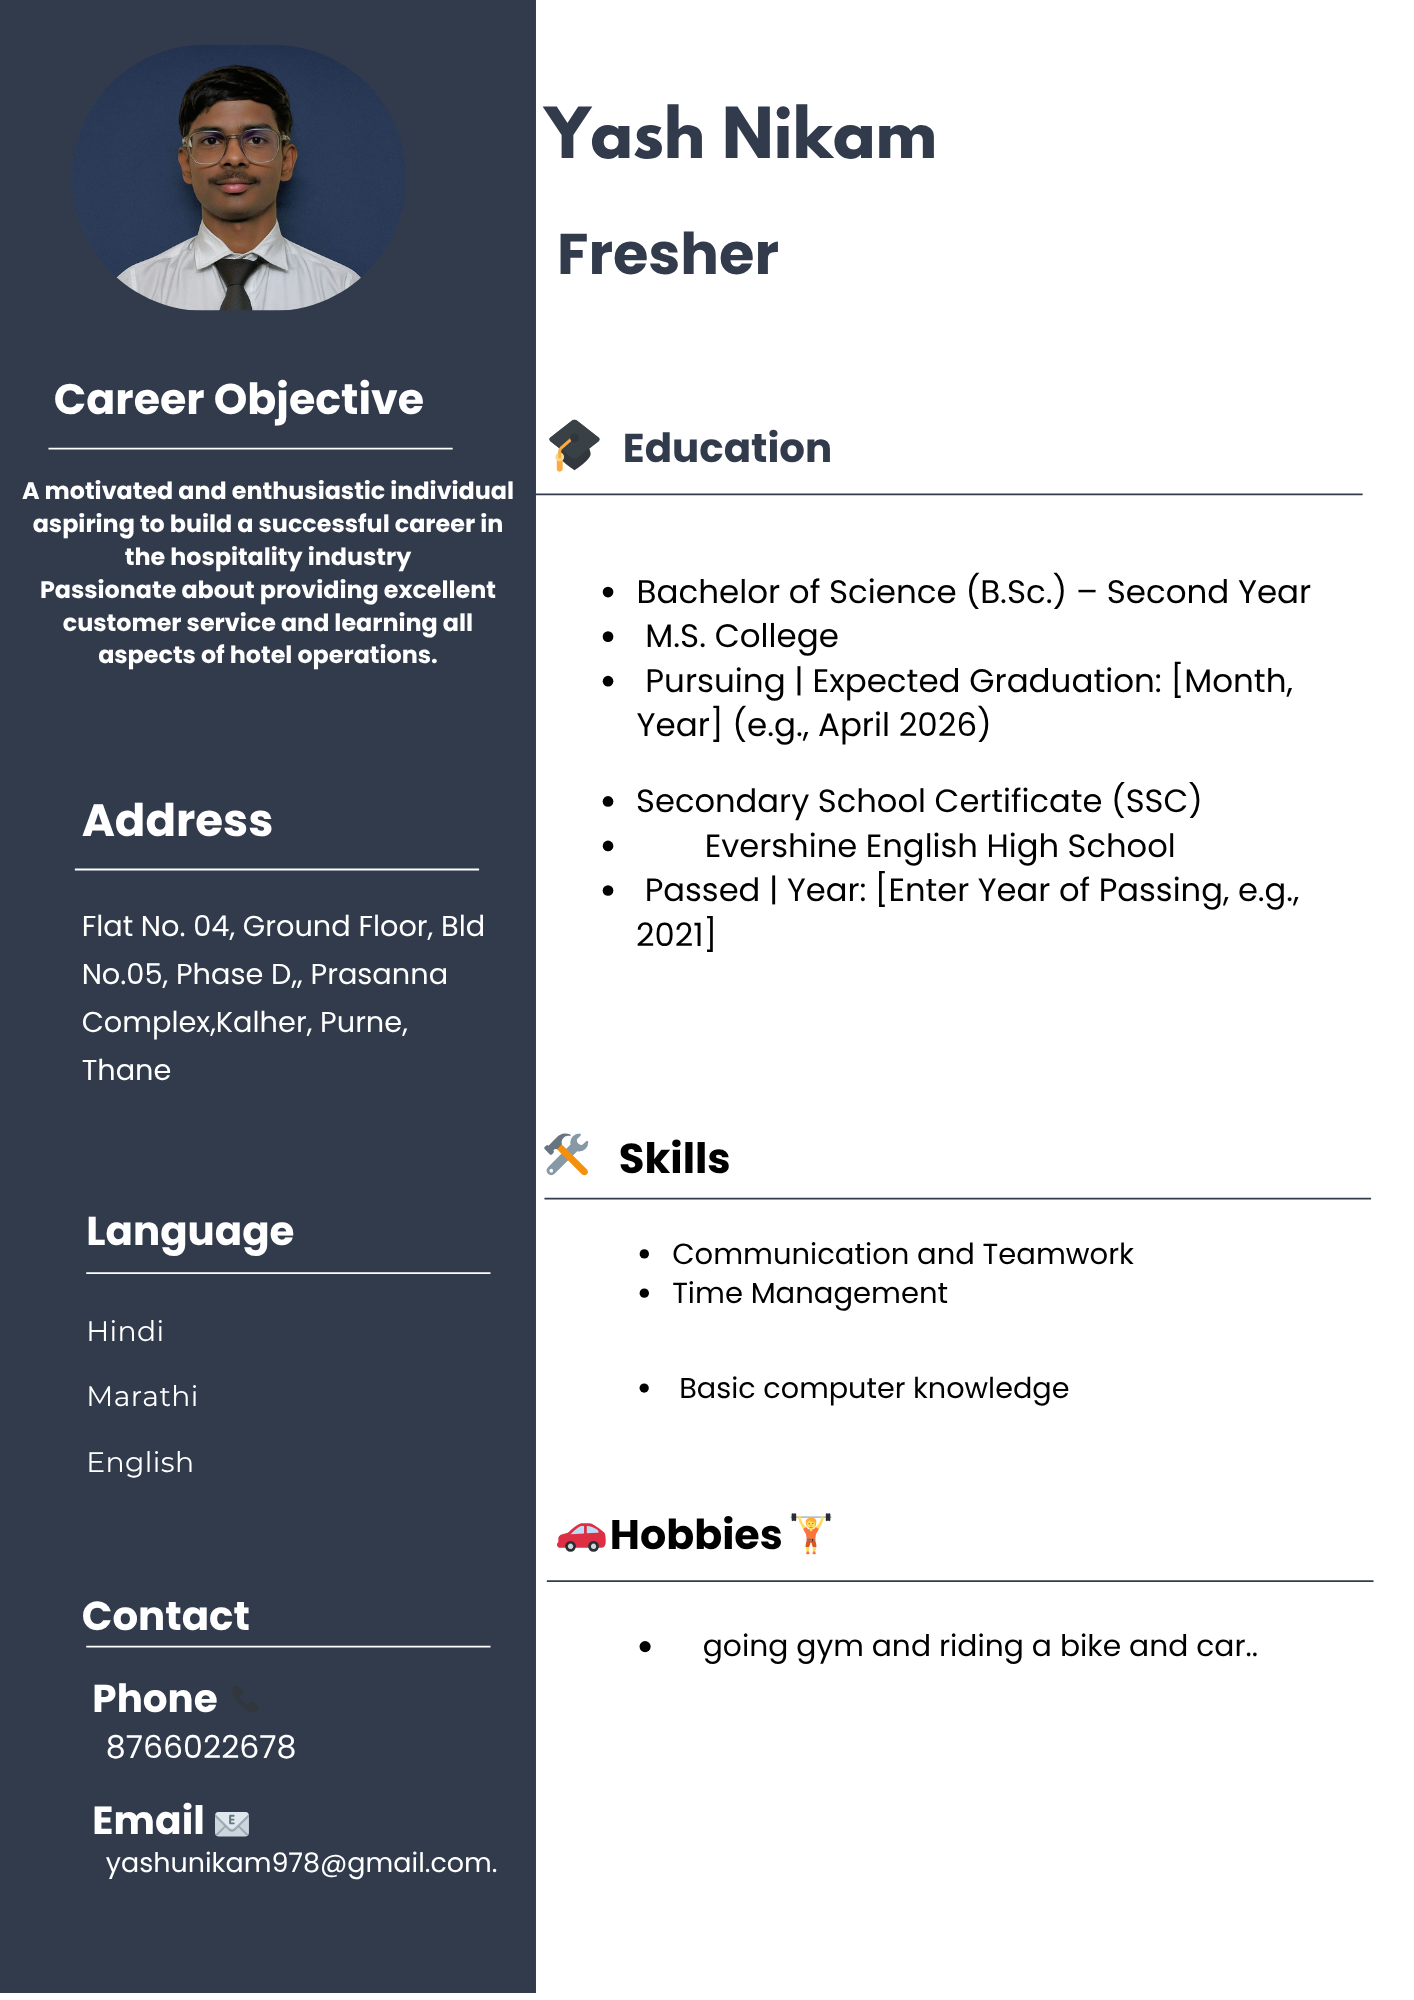 Yash Nikam
Fresher
Career Objective
A motivated and enthusiastic individual
aspiring to build a successful career in
the hospitality industry
Passionate about providing excellent
customer service and learning all
aspects of hotel operations.
Address
Flat No. 04, Ground Floor, Bld
No.05, Phase D,, Prasanna
Complex,Kalher, Purne,
Thane
Language
Hindi
Marathi
English
Contact
Phone
8766022678
Email
E
yashunikam978@gmail.com.
Education
• Bachelor of Science (B.Sc.) – Second Year
• M.S. College
• Pursuing | Expected Graduation: [Month,
Year] (e.g., April 2026)
• Secondary School Certificate (SSC)
• Evershine English High School
• Passed | Year: [Enter Year of Passing, e.g.,
2021]
Skills
• Communication and Teamwork
• Time Management
• Basic computer knowledge
Hobbies
• going gym and riding a bike and car..